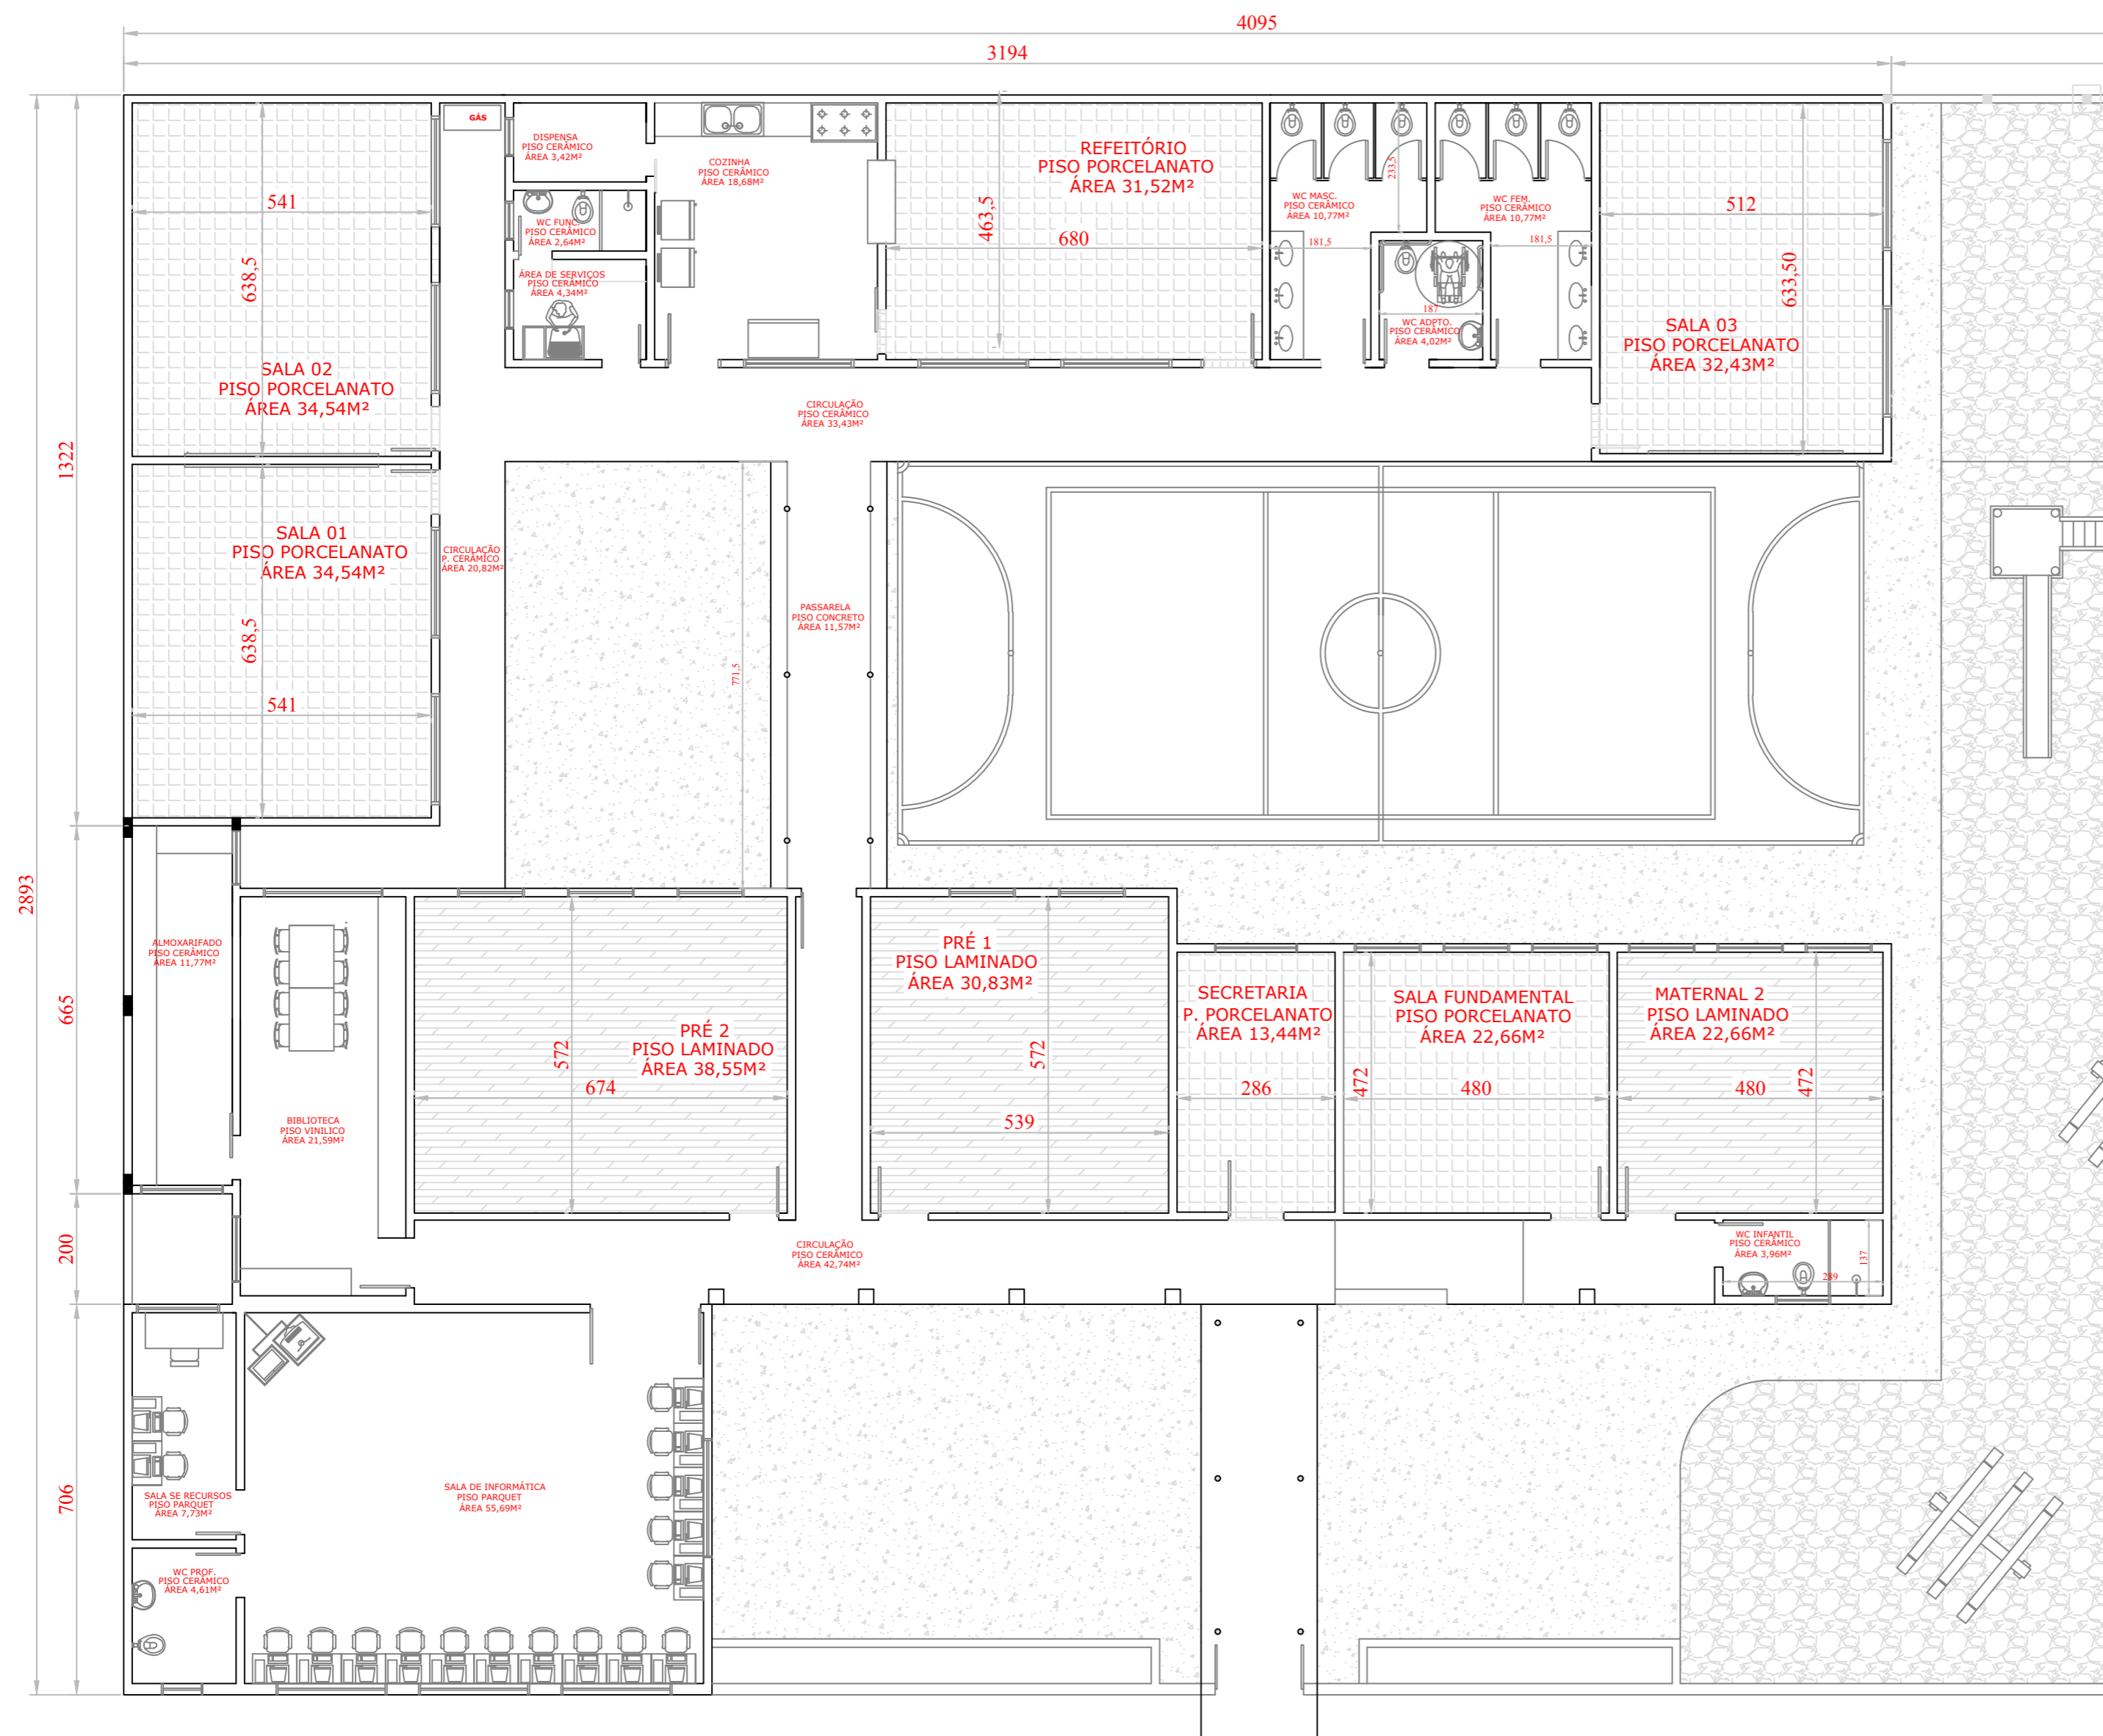 4095
3194
GÁS
DISPENSA
PISO CERÂMICO
ÁREA 3,42M²
COZINHA
PISO CERÂMICO
ÁREA 18,68M²
REFEITÓRIO
PISO PORCELANATO
ÁREA 31,52M²
463,5
680
WC MASC.
PISO CERÂMICO
ÁREA 10,77M²
233,5
181,5
WC FEM.
PISO CERÂMICO
ÁREA 10,77M²
181,5
187
WC ADPTO.
PISO CERÂMICO
ÁREA 4,02M²
512
633,50
SALA 03
PISO PORCELANATO
ÁREA 32,43M²
541
638,5
SALA 02
PISO PORCELANATO
ÁREA 34,54M²
WC FUNC.
PISO CERÂMICO
ÁREA 2,64M²
ÁREA DE SERVIÇOS
PISO CERÂMICO
ÁREA 4,34M²
CIRCULAÇÃO
PISO CERÂMICO
ÁREA 33,43M²
1322
SALA 01
PISO PORCELANATO
ÁREA 34,54M²
638,5
541
CIRCULAÇÃO
P. CERÂMICO
ÁREA 20,82M²
PASSARELA
PISO CONCRETO
ÁREA 11,57M²
771,5
2893
665
ALMOXARIFADO
PISO CERÂMICO
ÁREA 11,77M²
BIBLIOTECA
PISO VINILICO
ÁREA 21,59M²
PRÉ 2
PISO LAMINADO
ÁREA 38,55M²
572
674
PRÉ 1
PISO LAMINADO
ÁREA 30,83M²
572
539
SECRETARIA
P. PORCELANATO
ÁREA 13,44M²
286
SALA FUNDAMENTAL
PISO PORCELANATO
ÁREA 22,66M²
472
480
MATERNAL 2
PISO LAMINADO
ÁREA 22,66M²
480
472
200
CIRCULAÇÃO
PISO CERÂMICO
ÁREA 42,74M²
WC INFANTIL
PISO CERÂMICO
ÁREA 3,96M²
137
289
706
SALA SE RECURSOS
PISO PARQUET
ÁREA 7,73M²
SALA DE INFORMÁTICA
PISO PARQUET
ÁREA 55,69M²
WC PROF.
PISO CERÂMICO
ÁREA 4,61M²